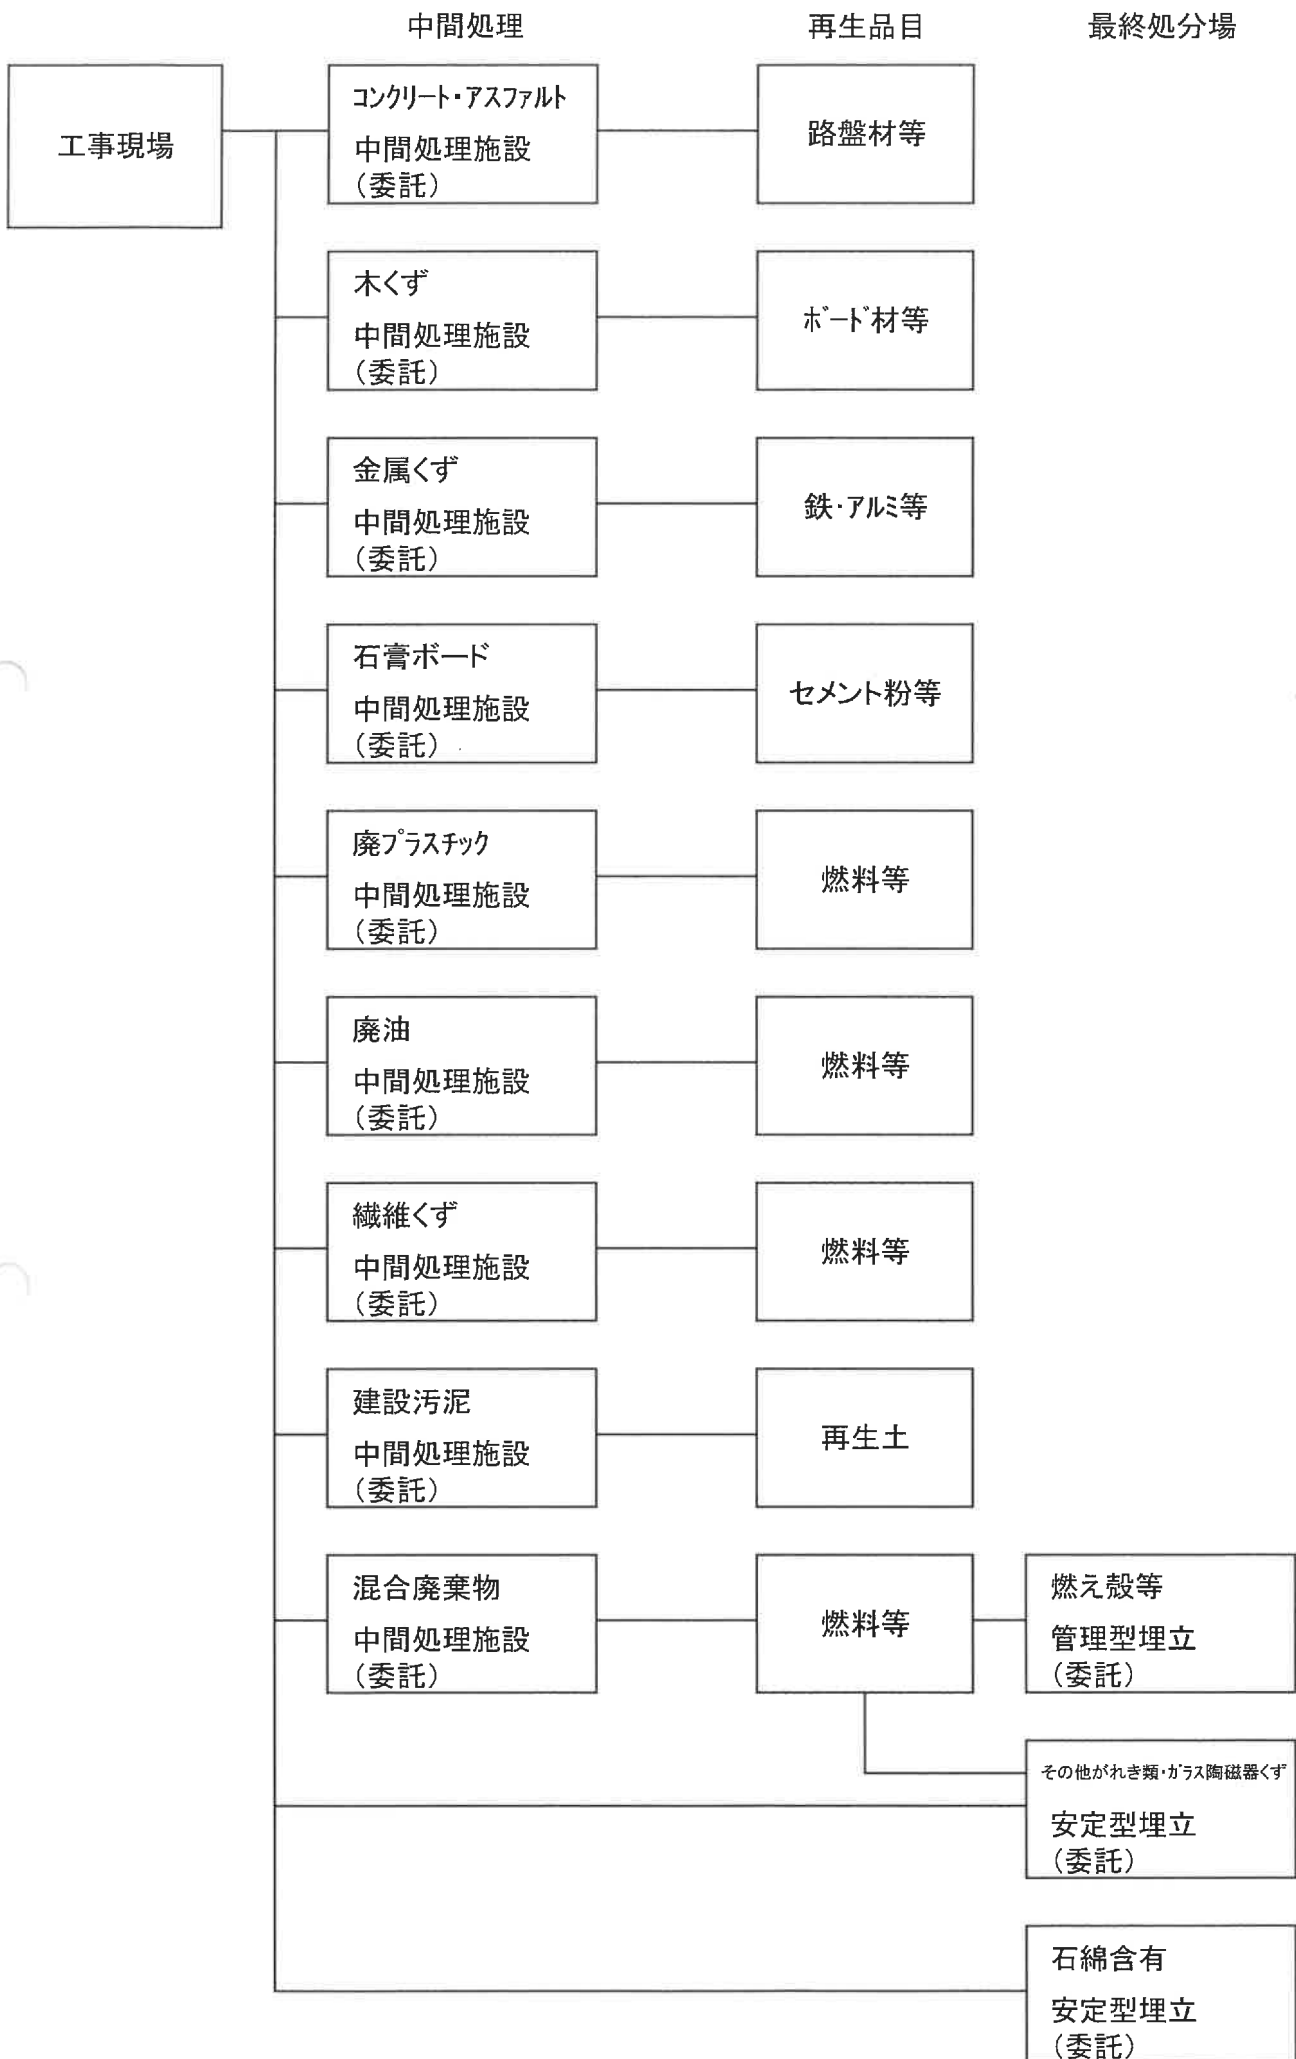 中間処理
再生品目
最終処分場
工事現場
コンクリート・アスファルト
中間処理施設
(委託)
路盤材等
木くず
中間処理施設
(委託)
ボード材等
金属くず
中間処理施設
(委託)
鉄・アルミ等
石膏ボード
中間処理施設
(委託)
セメント粉等
廃プラスチック
中間処理施設
(委託)
燃料等
廃油
中間処理施設
(委託)
燃料等
繊維くず
中間処理施設
(委託)
燃料等
建設汚泥
中間処理施設
(委託)
再生土
混合廃棄物
中間処理施設
(委託)
燃料等
燃え殻等
管理型埋立
(委託)
その他がれき類・ガラス陶磁器くず
安定型埋立
(委託)
石綿含有
安定型埋立
(委託)